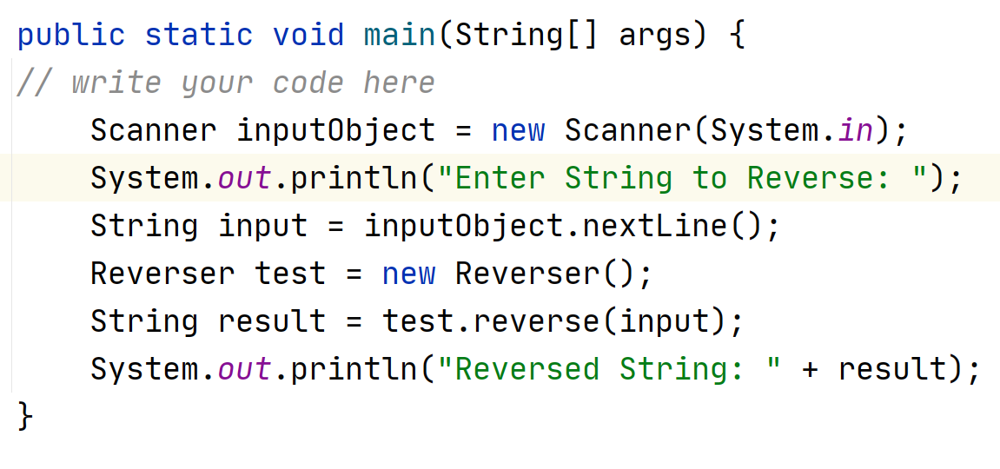 public static void main(String[] args) {
// write your code here
    Scanner inputObject = new Scanner(System.in);
    System.out.println("Enter String to Reverse: ");
    String input = inputObject.nextLine();
    Reverser test = new Reverser();
    String result = test.reverse(input);
    System.out.println("Reversed String: " + result);
}